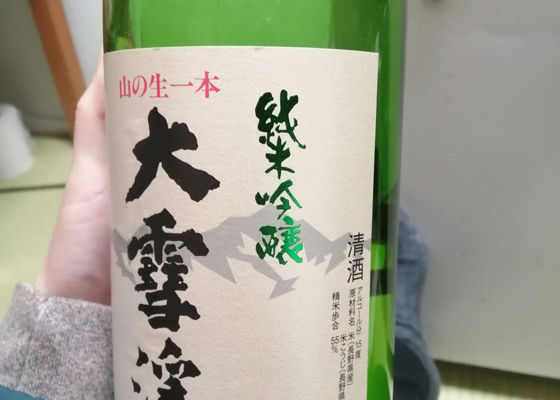 山の生一本
大雪渓
純米吟醸
清酒
アルコール分 15度
原材料名 米(長野県産)
米こうじ(長野県
精米歩合 55%